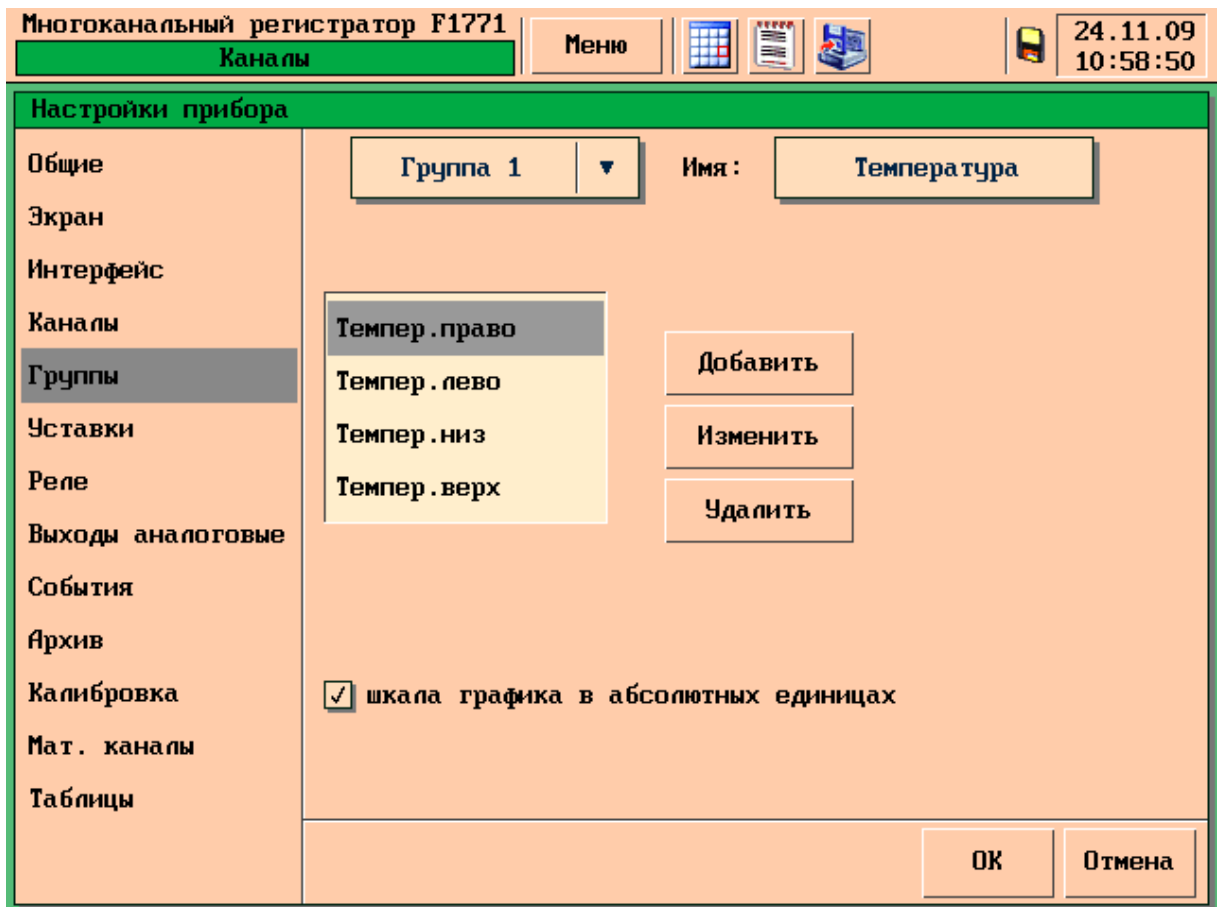 Многоканальный регистратор F1771
Каналы
Меню
24.11.09
10:58:50
Настройки прибора
Общие
Экран
Интерфейс
Каналы
Группы
Уставки
Реле
Выходы аналоговые
События
Архив
Калибровка
Мат. каналы
Таблицы
Группа 1
Имя:
Температура
Темпер.право
Темпер.лево
Темпер.низ
Темпер.верх
Добавить
Изменить
Удалить
шкала графика в абсолютных единицах
ОК
Отмена